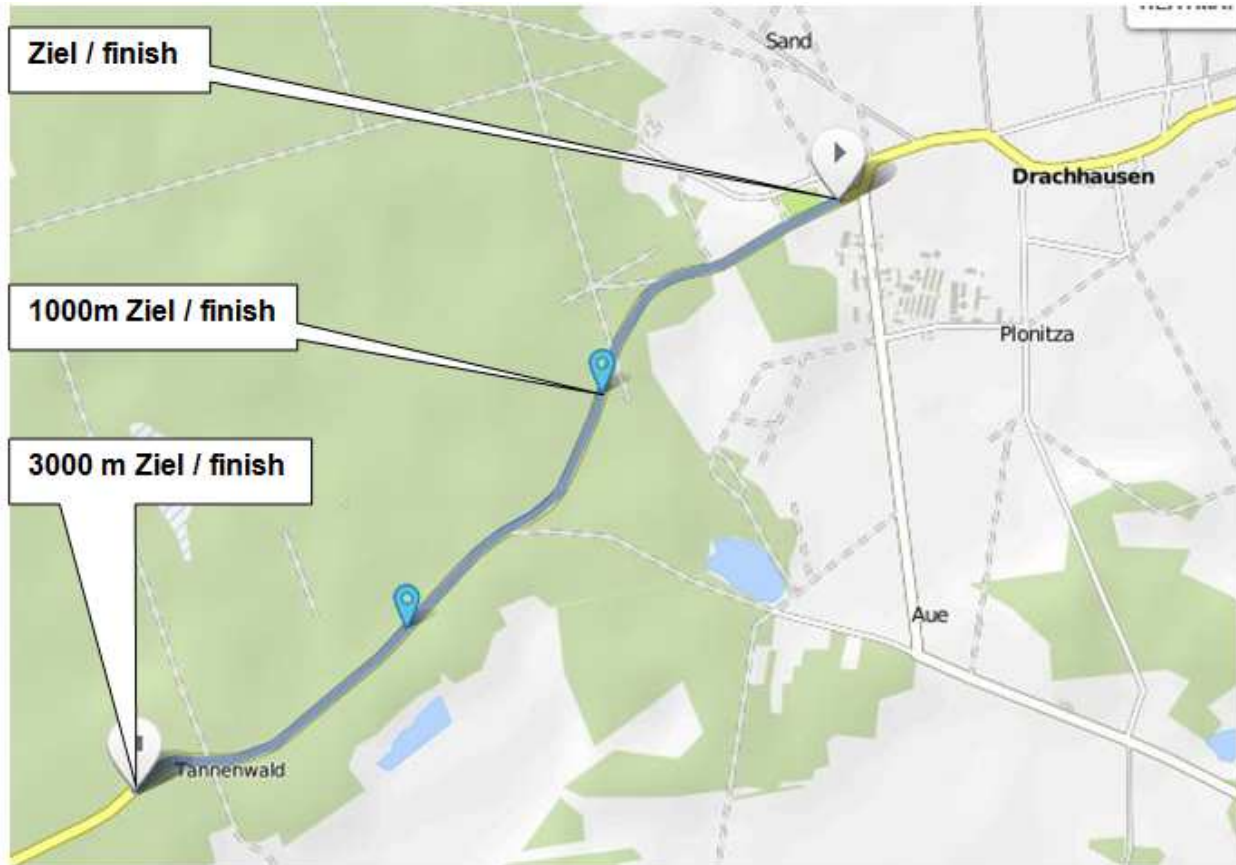 Ziel / finish
Sand
Drachhausen
1000m Ziel / finish
Plonitza
3000 m Ziel / finish
Aue
Tannenwald